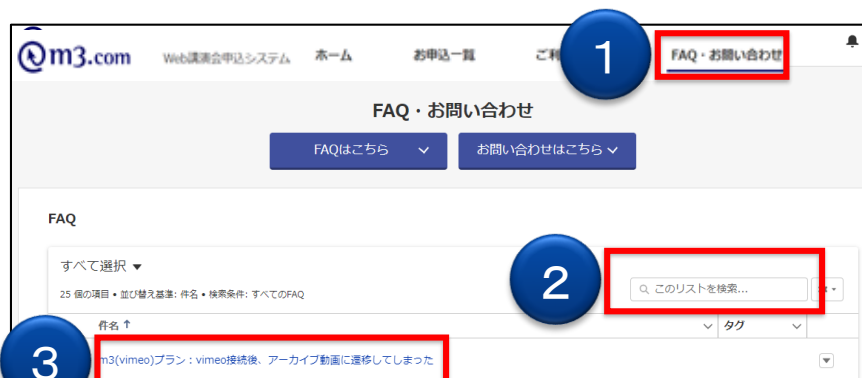 m3.com Web講演会申込システム ホーム お申込一覧 ご利 1 FAQ・お問い合わせ
FAQ・お問い合わせ
FAQはこちら お問い合わせはこちら
FAQ
すべて選択
2 このリストを検索...
25 個の項目 • 並び替え基準: 件名 • 検索条件: すべてのFAQ
件名 ↑ タグ
3 m3(vimeo)プラン：vimeo接続後、アーカイブ動画に遷移してしまった